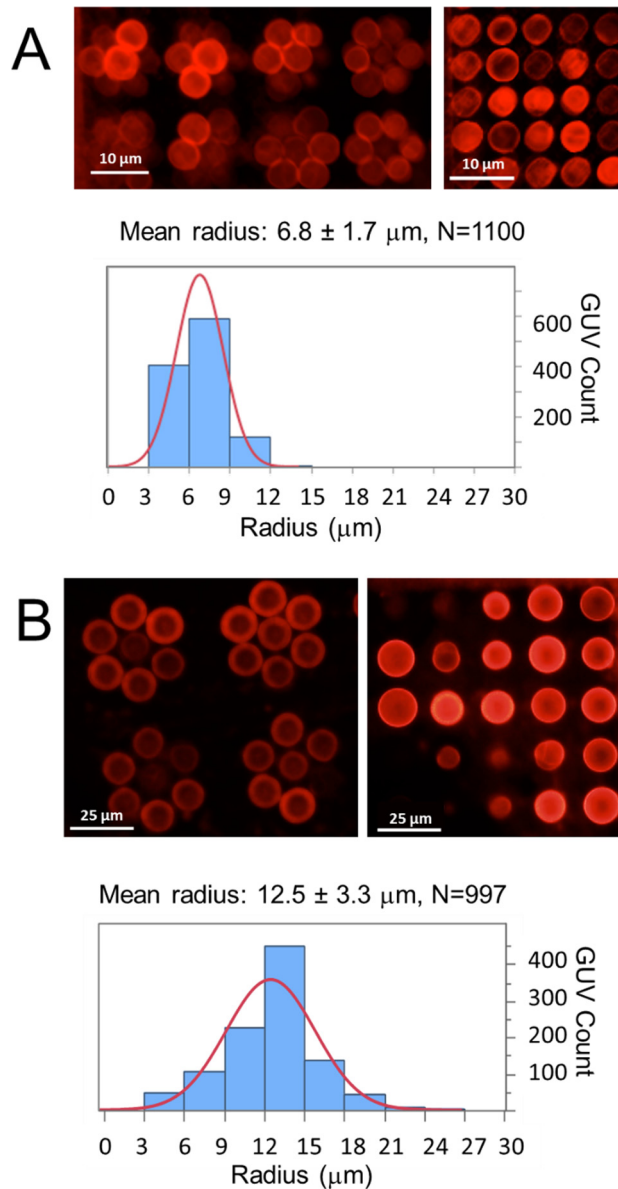 A
10 µm
10 µm
Mean radius: 6.8 ± 1.7 µm, N=1100
600
400
200
GUV Count
0 3 6 9 12 15 18 21 24 27 30
Radius (µm)
B
25 µm
25 µm
Mean radius: 12.5 ± 3.3 µm, N=997
400
300
200
100
GUV Count
0 3 6 9 12 15 18 21 24 27 30
Radius (µm)